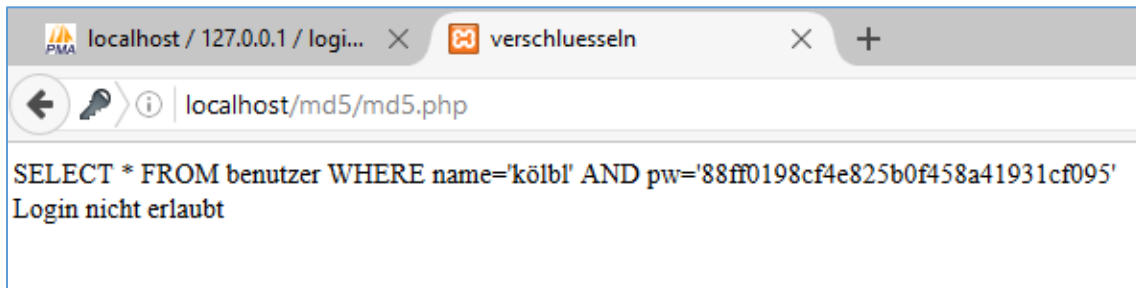 PMA localhost / 127.0.0.1 / logi... verschluesseln
localhost/md5/md5.php
SELECT * FROM benutzer WHERE name='kölbl' AND pw='88ff0198cf4e825b0f458a41931cf095'
Login nicht erlaubt